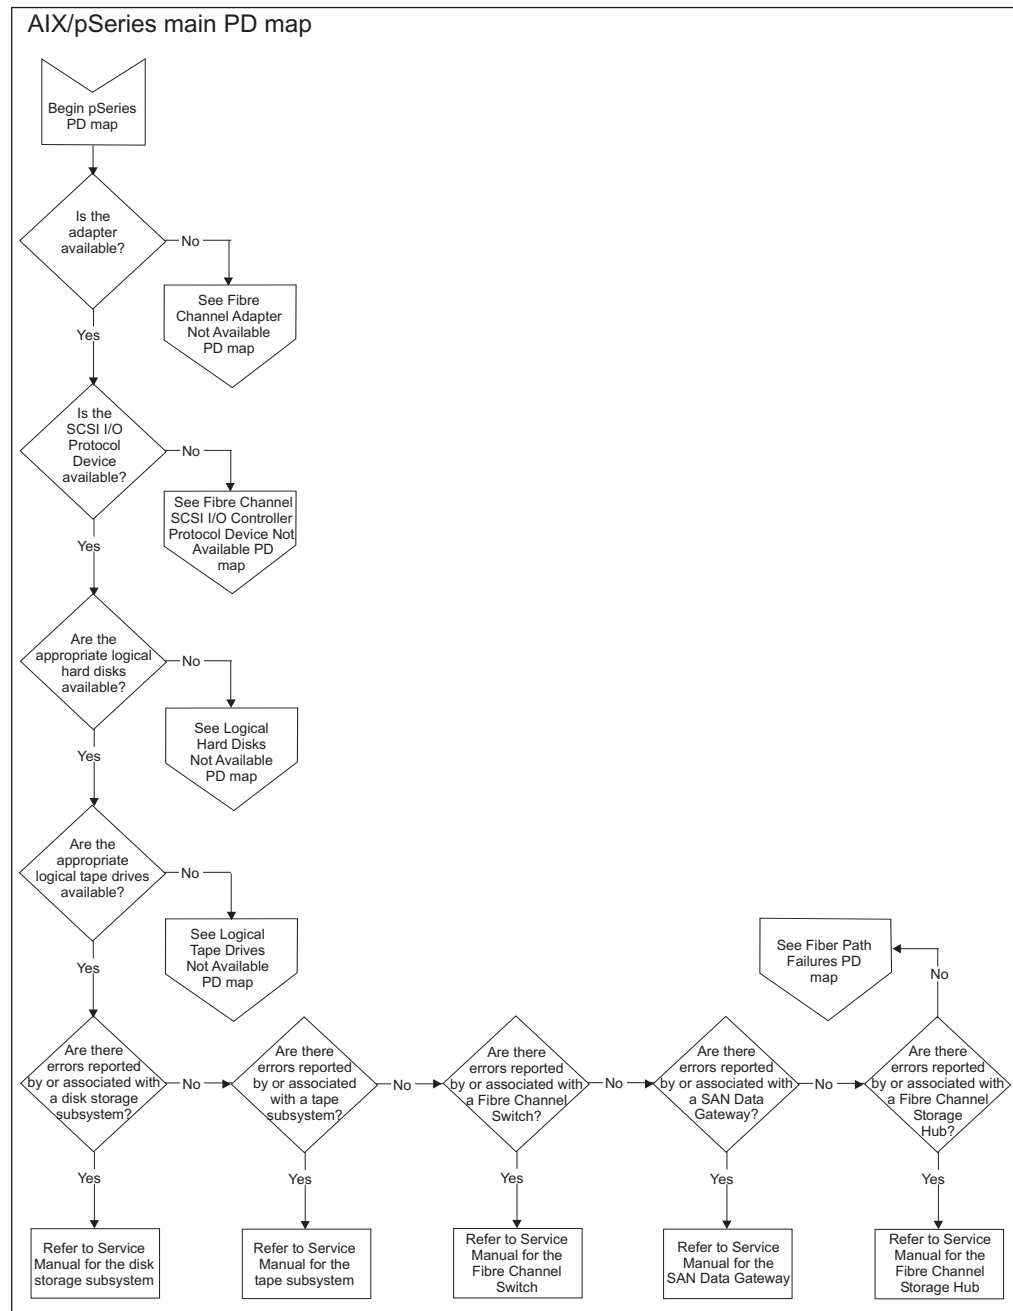 AIX/pSeries main PD map
Begin pSeries
PD map
Is the
adapter
available?
No
See Fibre
Channel Adapter
Not Available
PD map
Yes
Is the
SCSI I/O
Protocol
Device
available?
No
See Fibre Channel
SCSI I/O Controller
Protocol Device Not
Available PD
map
Yes
Are the
appropriate logical
hard disks
available?
No
See Logical
Hard Disks
Not Available
PD map
Yes
Are the
appropriate
logical tape drives
available?
No
See Logical
Tape Drives
Not Available
PD map
Yes
See Fiber Path
Failures PD
map
No
Are there
errors reported
by or associated with
a disk storage
subsystem?
No
Are there
errors reported
by or associated
with a tape
subsystem?
No
Are there
errors reported
by or associated with
a Fibre Channel
Switch?
No
Are there
errors reported
by or associated with
a SAN Data
Gateway?
No
Are there
errors reported
by or associated with
a Fibre Channel
Storage
Hub?
Yes
Yes
Yes
Yes
Yes
Refer to Service
Manual for the disk
storage subsystem
Refer to Service
Manual for the
tape subsystem
Refer to Service
Manual for the
Fibre Channel
Switch
Refer to Service
Manual for the
SAN Data Gateway
Refer to Service
Manual for the
Fibre Channel
Storage Hub